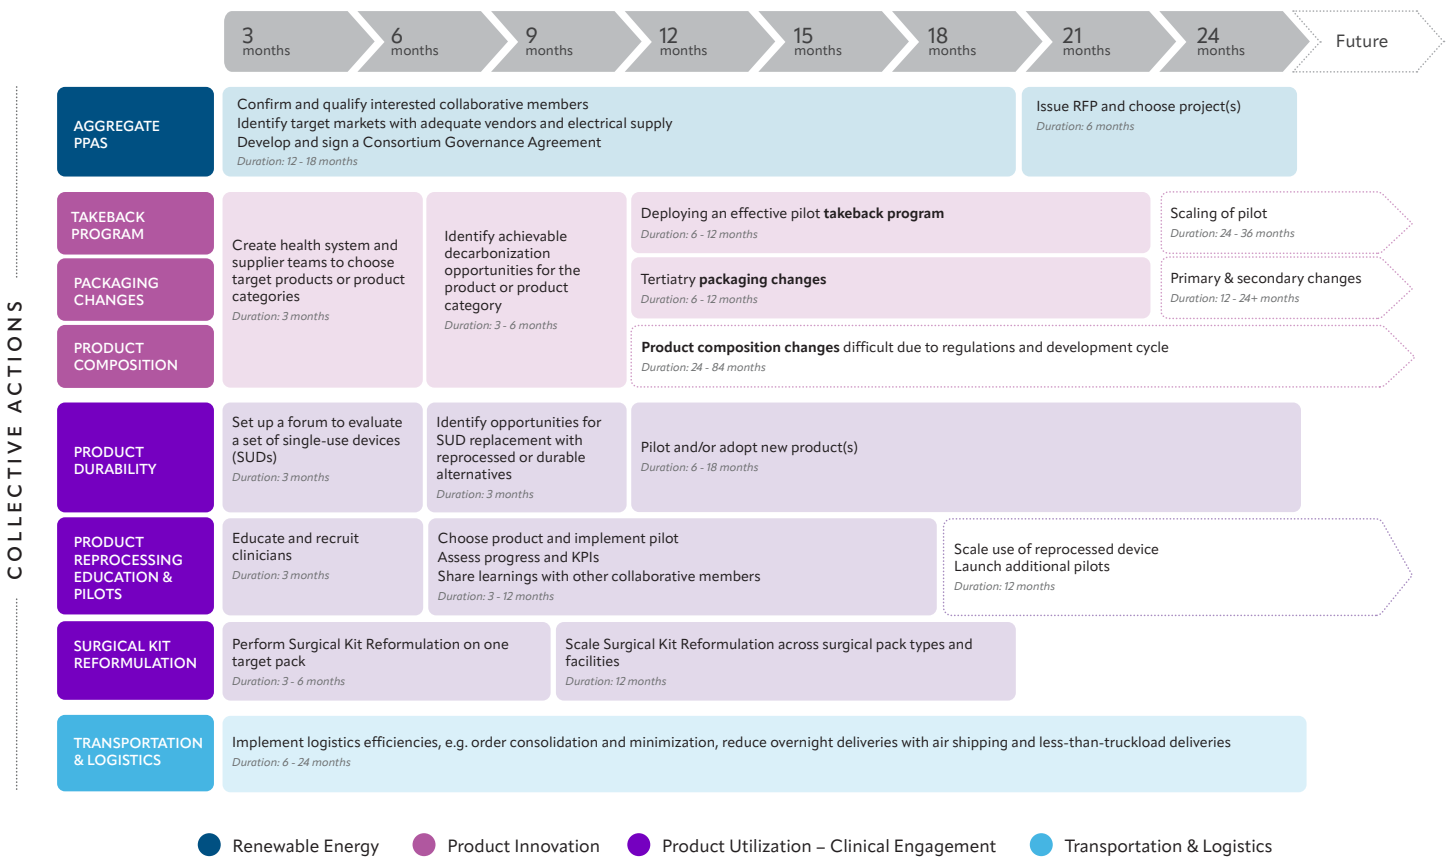 3
months
6
months
9
months
12
months
15
months
18
months
21
months
24
months
Future
COLLECTIVE ACTIONS
AGGREGATE
PPAS
Confirm and qualify interested collaborative members
Identify target markets with adequate vendors and electrical supply
Develop and sign a Consortium Governance Agreement
Duration: 12 - 18 months
Issue RFP and choose project(s)
Duration: 6 months
TAKEBACK
PROGRAM
PACKAGING
CHANGES
PRODUCT
COMPOSITION
Create health system and
supplier teams to choose
target products or product
categories
Duration: 3 months
Identify achievable
decarbonization
opportunities for the
product or product
category
Duration: 3 - 6 months
Deploying an effective pilot takeback program
Duration: 6 - 12 months
Scaling of pilot
Duration: 24 - 36 months
Tertiatry packaging changes
Duration: 6 - 12 months
Primary & secondary changes
Duration: 12 - 24+ months
Product composition changes difficult due to regulations and development cycle
Duration: 24 - 84 months
PRODUCT
DURABILITY
Set up a forum to evaluate
a set of single-use devices
(SUDs)
Duration: 3 months
Identify opportunities for
SUD replacement with
reprocessed or durable
alternatives
Duration: 3 months
Pilot and/or adopt new product(s)
Duration: 6 - 18 months
PRODUCT
REPROCESSING
EDUCATION &
PILOTS
Educate and recruit
clinicians
Duration: 3 months
Choose product and implement pilot
Assess progress and KPIs
Share learnings with other collaborative members
Duration: 3 - 12 months
Scale use of reprocessed device
Launch additional pilots
Duration: 12 months
SURGICAL KIT
REFORMULATION
Perform Surgical Kit Reformulation on one
target pack
Duration: 3 - 6 months
Scale Surgical Kit Reformulation across surgical pack types and
facilities
Duration: 12 months
TRANSPORTATION
& LOGISTICS
Implement logistics efficiencies, e.g. order consolidation and minimization, reduce overnight deliveries with air shipping and less-than-truckload deliveries
Duration: 6 - 24 months
Renewable Energy
Product Innovation
Product Utilization – Clinical Engagement
Transportation & Logistics